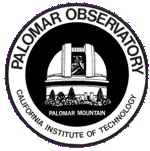 PALOMAR OBSERVATORY
PALOMAR MOUNTAIN
CALIFORNIA INSTITUTE OF TECHNOLOGY